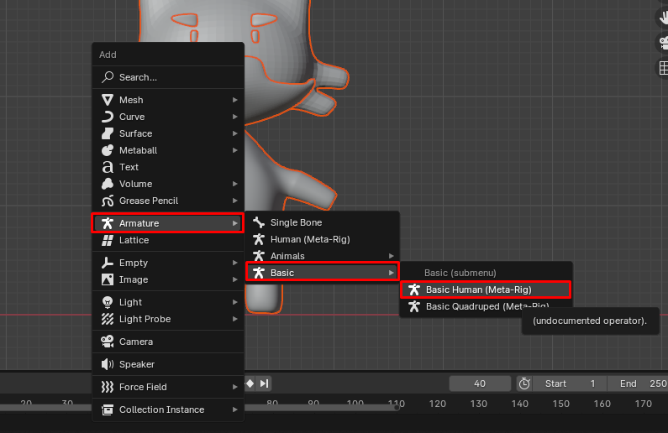 Add
Search...
Mesh
Curve
Surface
Metaball
Text
Volume
Grease Pencil
Armature
Lattice
Empty
Image
Light
Light Probe
Camera
Speaker
Force Field
Collection Instance
Single Bone
Human (Meta-Rig)
Animals
Basic
Basic (submenu)
Basic Human (Meta-Rig)
Basic Quadruped (Meta-Rig)
(undocumented operator).
40 Start 1 End 250
20 30 80 90 100 110 120 130 140 150 160 170